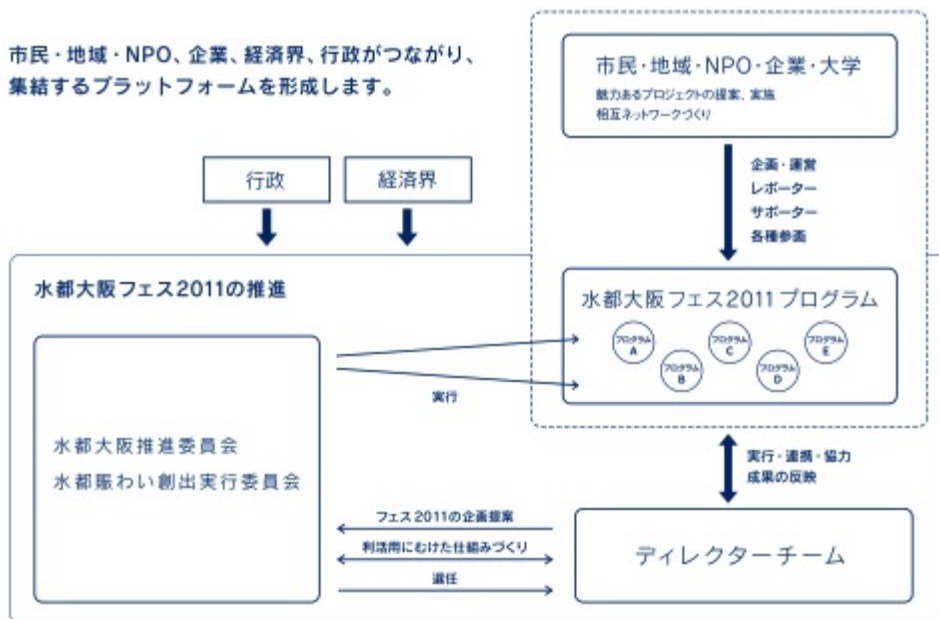 市民・地域・NPO、企業、経済界、行政がつながり、
集結するプラットフォームを形成します。
市民・地域・NPO・企業・大学
魅力あるプロジェクトの提案、実施
相互ネットワークづくり
行政
経済界
企画・運営
レポーター
サポーター
各種参画
水都大阪フェス2011の推進
水都大阪フェス2011 プログラム
プログラム
A
プログラム
B
プログラム
C
プログラム
D
プログラム
E
実行
水都大阪推進委員会
水都賑わい創出実行委員会
実行・連携・協力
成果の反映
フェス2011の企画提案
利活用にむけた仕組みづくり
選任
ディレクターチーム